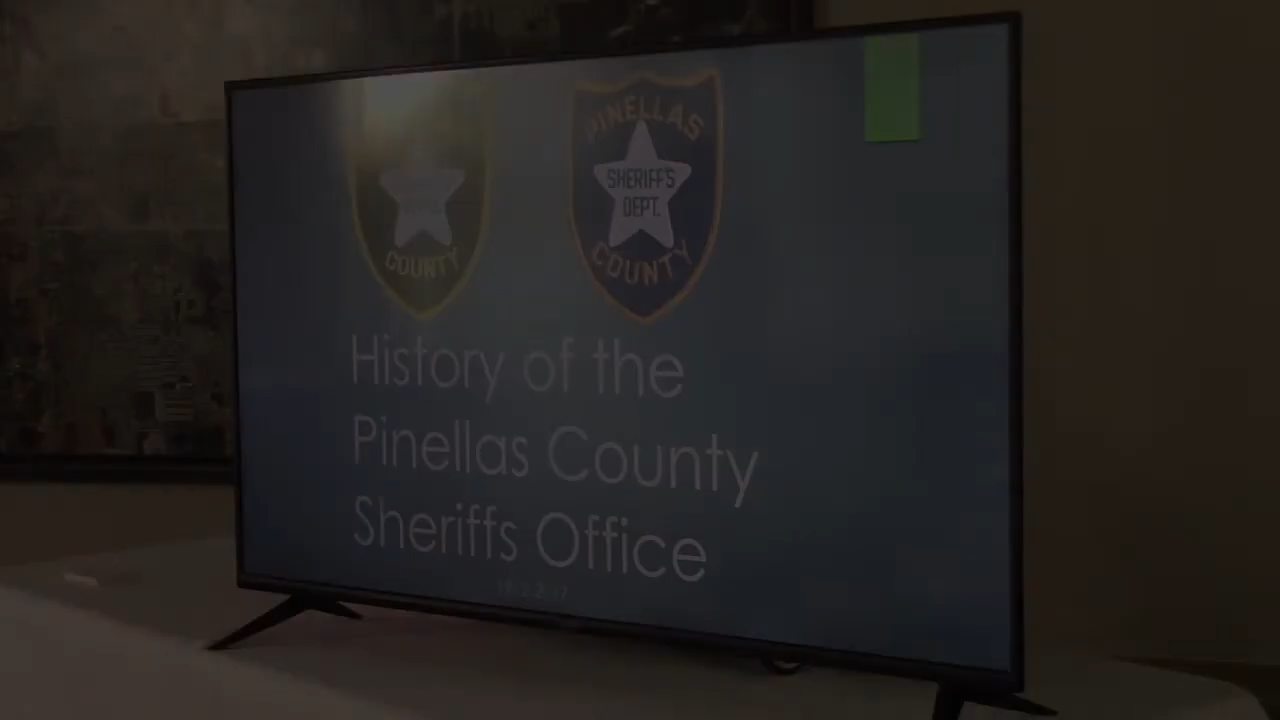 COUNTY
PINELLAS
SHERIFF'S
DEPT.
COUNTY
History of the
Pinellas County
Sheriffs Office